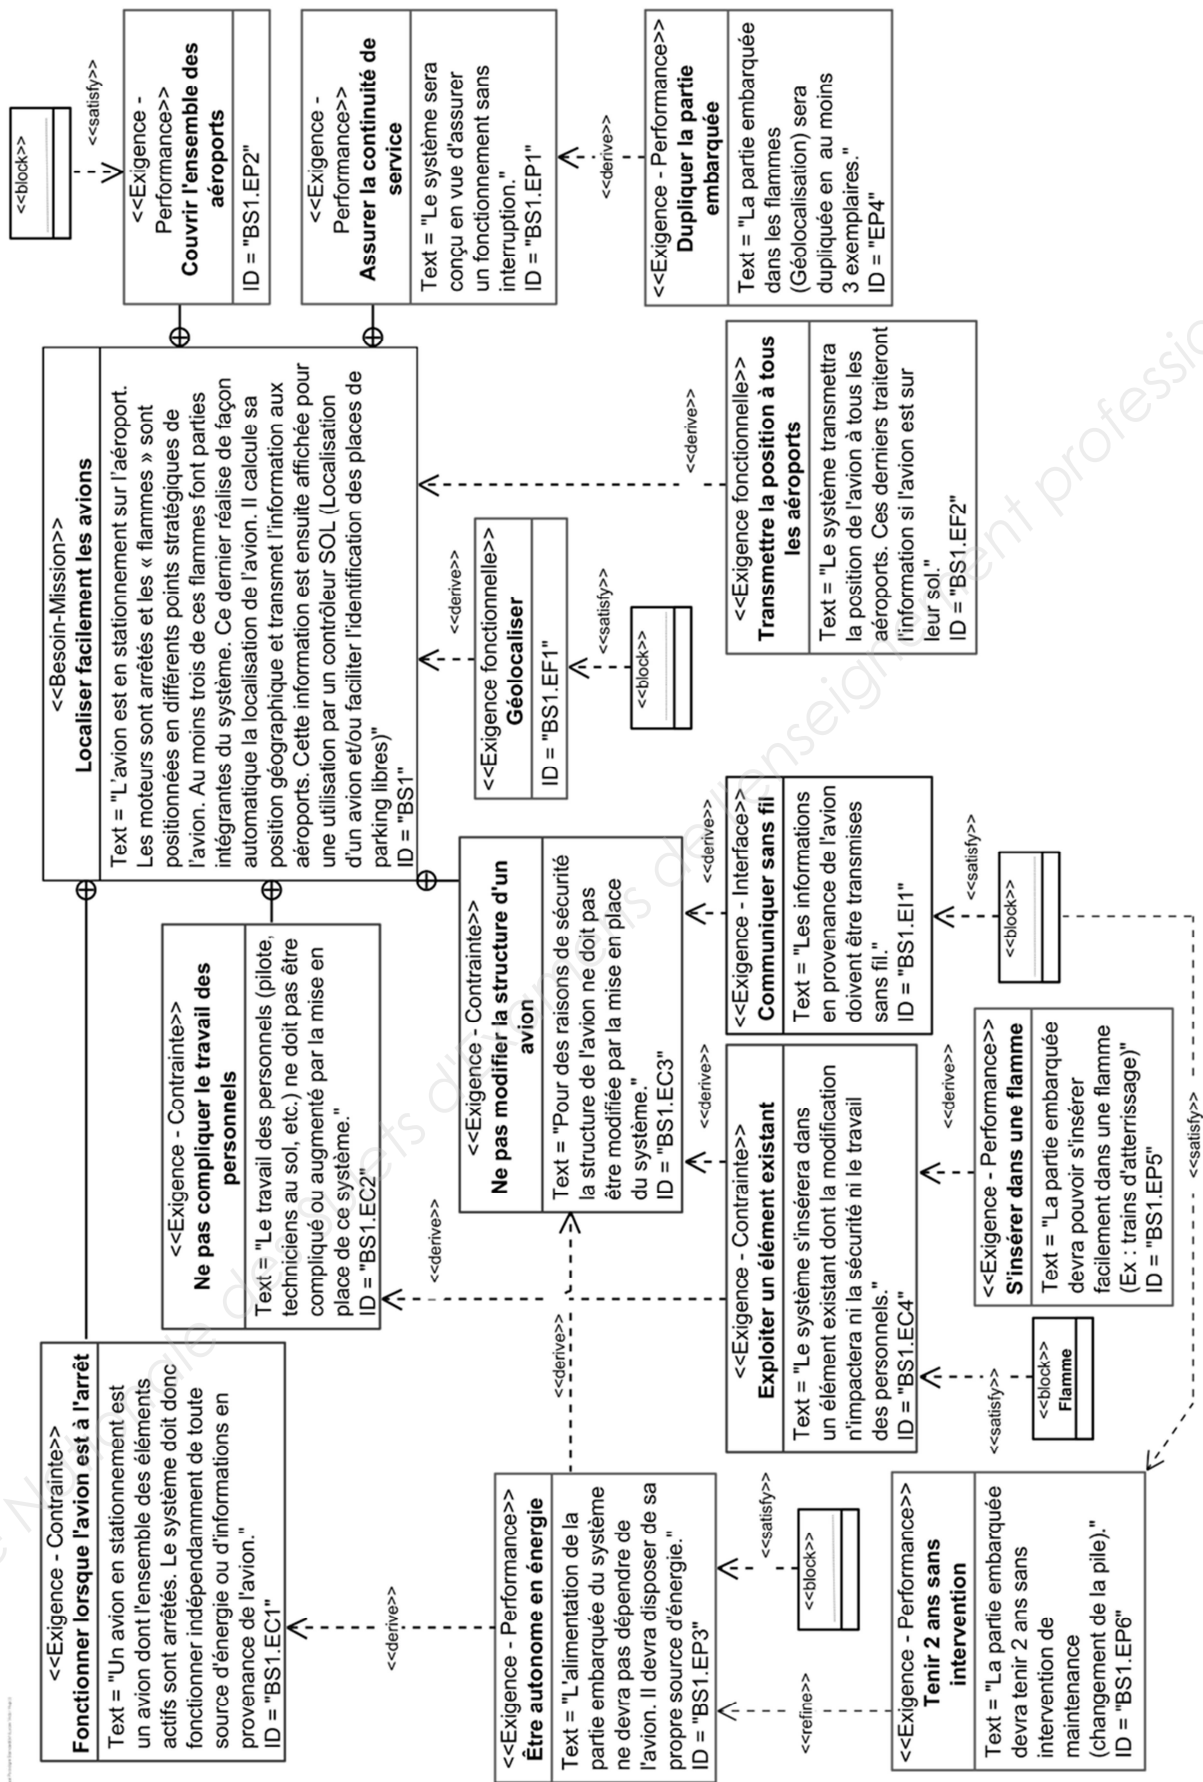 <<Besoin-Mission>>
Localiser facilement les avions
Text = "L'avion est en stationnement sur l'aéroport.
Les moteurs sont arrêtés et les « flammes » sont
positionnées en différents points stratégiques de
l'avion. Au moins trois de ces flammes font parties
intégrantes du système. Ce dernier réalise de façon
automatique la localisation de l'avion. Il calcule sa
position géographique et transmet l'information aux
aéroports. Cette information est ensuite affichée pour
une utilisation par un contrôleur SOL (Localisation
d'un avion et/ou faciliter l'identification des places de
parking libres)"
ID = "BS1"
<<Exigence - Contrainte>>
Fonctionner lorsque l'avion est à l'arrêt
Text = "Un avion en stationnement est
un avion dont l'ensemble des éléments
actifs sont arrêtés. Le système doit donc
fonctionner indépendamment de toute
source d'énergie ou d'informations en
provenance de l'avion."
ID = "BS1.EC1"
<<Exigence - Contrainte>>
Ne pas compliquer le travail des
personnels
Text = "Le travail des personnels (pilote,
techniciens au sol, etc.) ne doit pas être
compliqué ou augmenté par la mise en
place de ce système."
ID = "BS1.EC2"
<<Exigence - Contrainte>>
Ne pas modifier la structure d'un
avion
Text = "Pour des raisons de sécurité
la structure de l'avion ne doit pas
être modifiée par la mise en place
du système."
ID = "BS1.EC3"
<<block>>
<<satisfy>>
<<Exigence -
Performance>>
Couvrir l'ensemble des
aéroports
ID = "BS1.EP2"
<<Exigence -
Performance>>
Assurer la continuité de
service
Text = "Le système sera
conçu en vue d'assurer
un fonctionnement sans
interruption."
ID = "BS1.EP1"
<<derive>>
<<Exigence - Performance>>
Dupliquer la partie
embarquée
Text = "La partie embarquée
dans les flammes
(Géolocalisation) sera
dupliquée en au moins
3 exemplaires."
ID = "EP4"
<<derive>>
<<Exigence fonctionnelle>>
Géolocaliser
ID = "BS1.EF1"
<<satisfy>>
<<block>>
<<derive>>
<<Exigence fonctionnelle>>
Transmettre la position à tous
les aéroports
Text = "Le système transmettra
la position de l'avion à tous les
aéroports. Ces derniers traiteront
l'information si l'avion est sur
leur sol."
ID = "BS1.EF2"
<<derive>>
<<Exigence - Interface>>
Communiquer sans fil
Text = "Les informations
en provenance de l'avion
doivent être transmises
sans fil."
ID = "BS1.EI1"
<<satisfy>>
<<block>>
<<satisfy>>
<<derive>>
<<derive>>
<<Exigence - Contrainte>>
Exploiter un élément existant
Text = "Le système s'insérera dans
un élément existant dont la modification
n'impactera ni la sécurité ni le travail
des personnels."
ID = "BS1.EC4"
<<derive>>
<<Exigence - Performance>>
S'insérer dans une flamme
Text = "La partie embarquée
devra pouvoir s'insérer
facilement dans une flamme
(Ex : trains d'atterrissage)"
ID = "BS1.EP5"
<<satisfy>>
<<block>>
Flamme
<<derive>>
<<derive>>
<<Exigence - Performance>>
Être autonome en énergie
Text = "L'alimentation de la
partie embarquée du système
ne devra pas dépendre de
l'avion. Il devra disposer de sa
propre source d'énergie."
ID = "BS1.EP3"
<<satisfy>>
<<block>>
<<refine>>
<<Exigence - Performance>>
Tenir 2 ans sans
intervention
Text = "La partie embarquée
devra tenir 2 ans sans
intervention de
maintenance
(changement de la pile)."
ID = "BS1.EP6"
Nationale des sujets d'Examens de l'enseignement profession